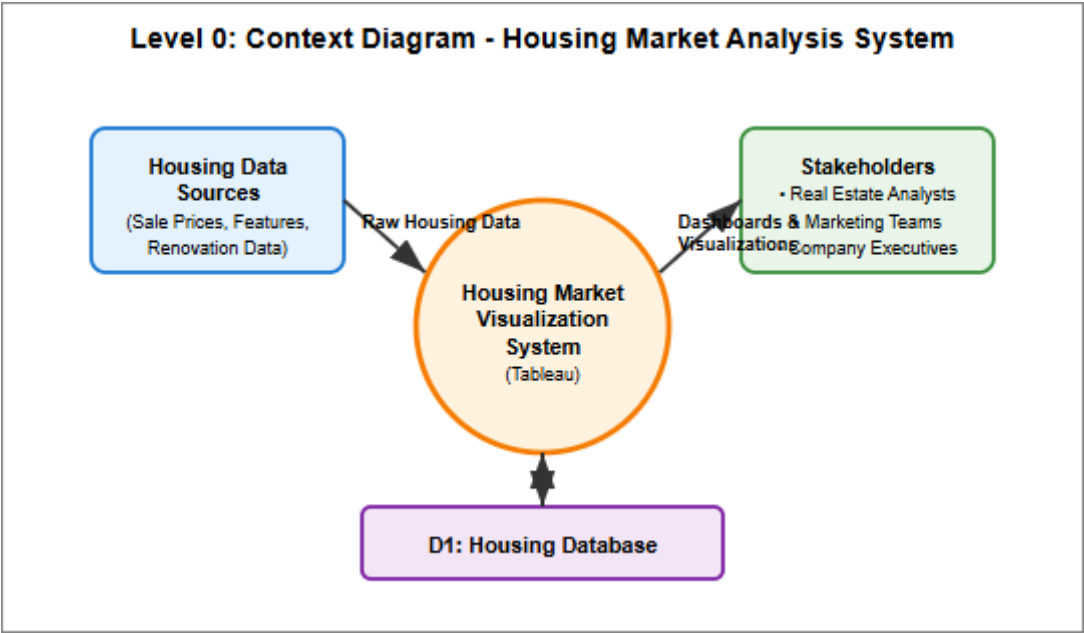 Level 0: Context Diagram - Housing Market Analysis System
Housing Data
Sources
(Sale Prices, Features,
Renovation Data)
Raw Housing Data
Housing Market
Visualization
System
(Tableau)
Dashboards &
Visualizations
Stakeholders
• Real Estate Analysts
Marketing Teams
Company Executives
D1: Housing Database